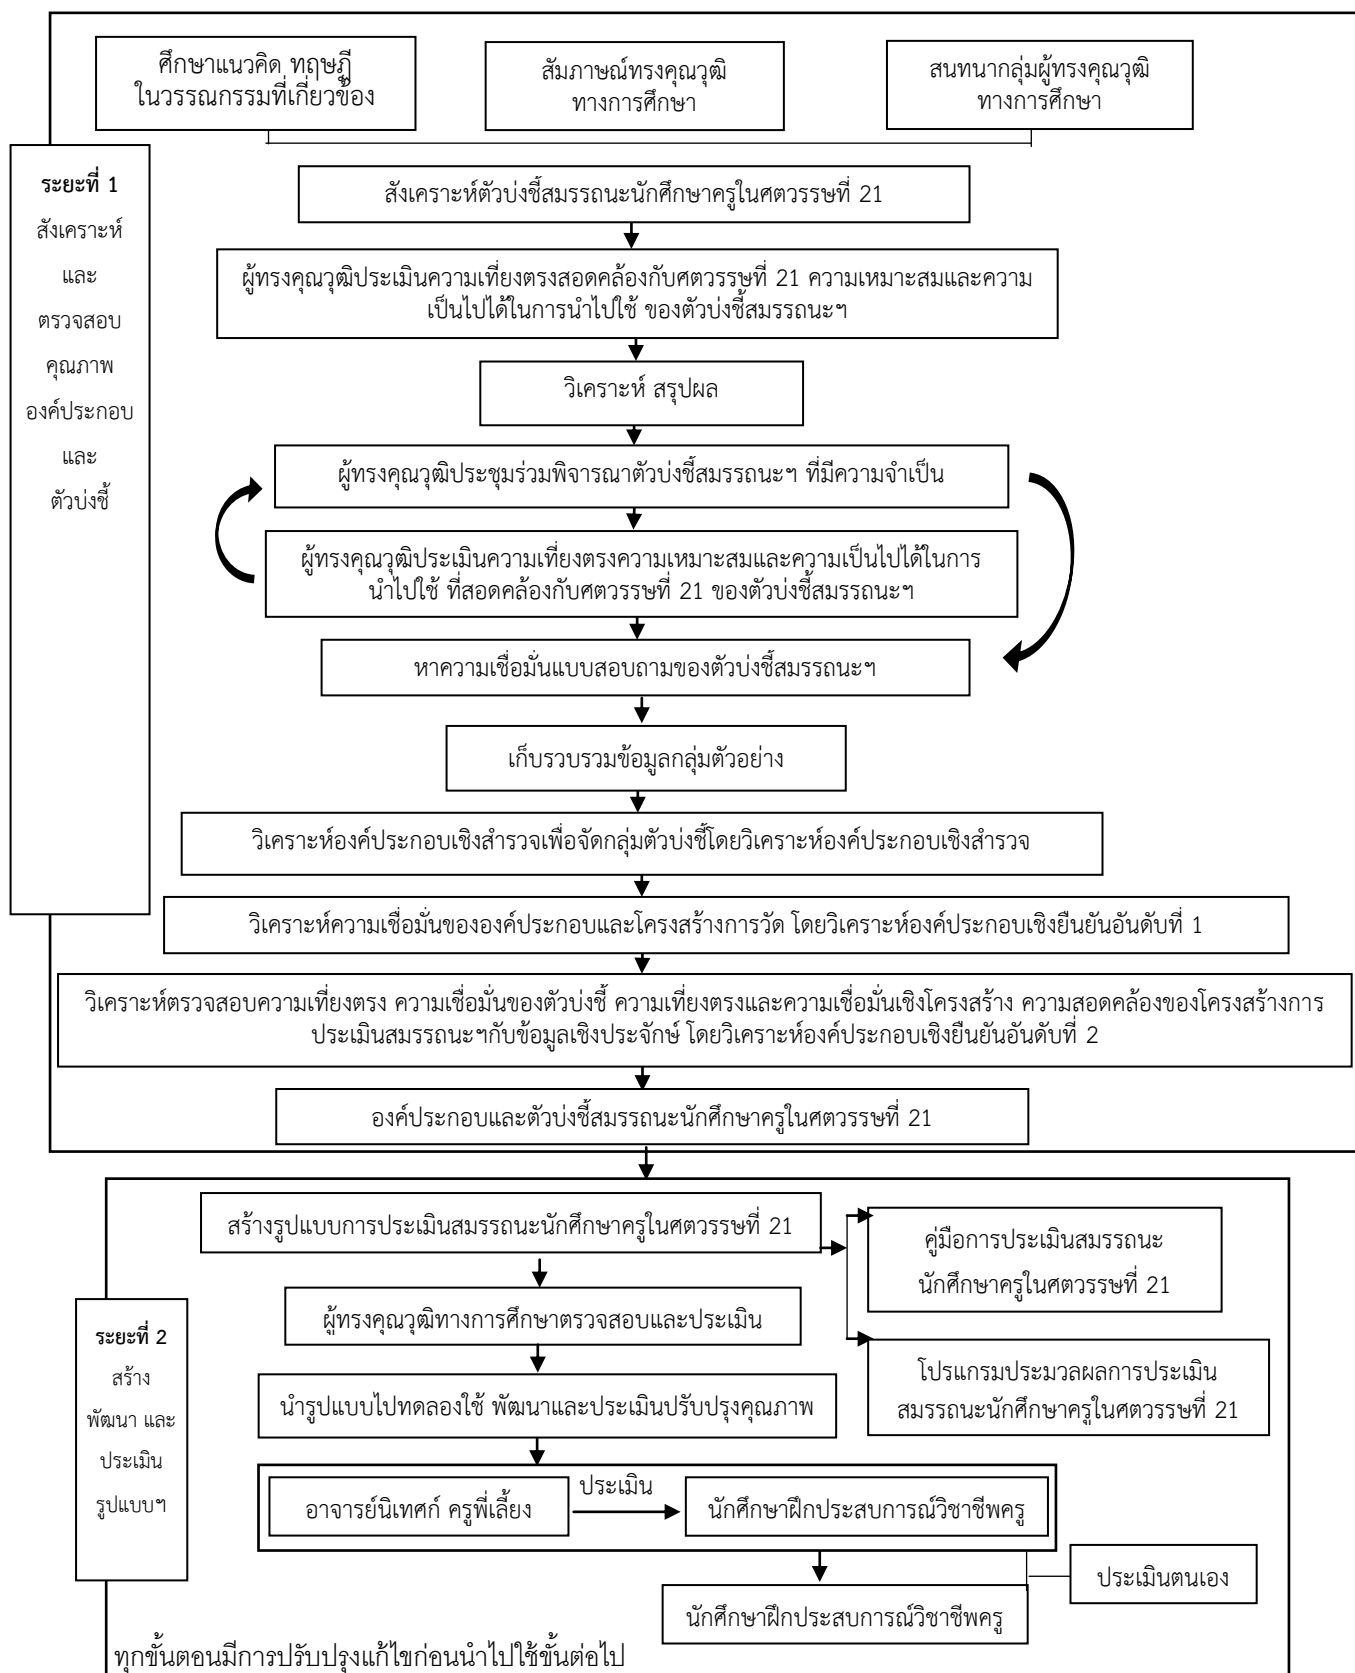 ศึกษาแนวคิด ทฤษฎี
ในวรรณกรรมที่เกี่ยวข้อง
สัมภาษณ์ทรงคุณวุฒิ
ทางการศึกษา
สนทนากลุ่มผู้ทรงคุณวุฒิ
ทางการศึกษา
ระยะที่ 1
สังเคราะห์
และ
ตรวจสอบ
คุณภาพ
องค์ประกอบ
และ
ตัวบ่งชี้
สังเคราะห์ตัวบ่งชี้สมรรถนะนักศึกษาครูในศตวรรษที่ 21
ผู้ทรงคุณวุฒิประเมินความเที่ยงตรงสอดคล้องกับศตวรรษที่ 21 ความเหมาะสมและความ
เป็นไปได้ในการนำไปใช้ ของตัวบ่งชี้สมรรถนะฯ
วิเคราะห์ สรุปผล
ผู้ทรงคุณวุฒิประชุมร่วมพิจารณาตัวบ่งชี้สมรรถนะฯ ที่มีความจำเป็น
ผู้ทรงคุณวุฒิประเมินความเที่ยงตรงความเหมาะสมและความเป็นไปได้ในการ
นำไปใช้ ที่สอดคล้องกับศตวรรษที่ 21 ของตัวบ่งชี้สมรรถนะฯ
หาความเชื่อมั่นแบบสอบถามของตัวบ่งชี้สมรรถนะฯ
เก็บรวบรวมข้อมูลกลุ่มตัวอย่าง
วิเคราะห์องค์ประกอบเชิงสำรวจเพื่อจัดกลุ่มตัวบ่งชี้โดยวิเคราะห์องค์ประกอบเชิงสำรวจ
วิเคราะห์ความเชื่อมั่นขององค์ประกอบและโครงสร้างการวัด โดยวิเคราะห์องค์ประกอบเชิงยืนยันอันดับที่ 1
วิเคราะห์ตรวจสอบความเที่ยงตรง ความเชื่อมั่นของตัวบ่งชี้ ความเที่ยงตรงและความเชื่อมั่นเชิงโครงสร้าง ความสอดคล้องของโครงสร้างการ
ประเมินสมรรถนะฯกับข้อมูลเชิงประจักษ์ โดยวิเคราะห์องค์ประกอบเชิงยืนยันอันดับที่ 2
องค์ประกอบและตัวบ่งชี้สมรรถนะนักศึกษาครูในศตวรรษที่ 21
ระยะที่ 2
สร้าง
พัฒนา และ
ประเมิน
รูปแบบฯ
สร้างรูปแบบการประเมินสมรรถนะนักศึกษาครูในศตวรรษที่ 21
คู่มือการประเมินสมรรถนะ
นักศึกษาครูในศตวรรษที่ 21
ผู้ทรงคุณวุฒิทางการศึกษาตรวจสอบและประเมิน
โปรแกรมประมวลผลการประเมิน
สมรรถนะนักศึกษาครูในศตวรรษที่ 21
นำรูปแบบไปทดลองใช้ พัฒนาและประเมินปรับปรุงคุณภาพ
อาจารย์นิเทศก์ ครูพี่เลี้ยง
ประเมิน
นักศึกษาฝึกประสบการณ์วิชาชีพครู
ประเมินตนเอง
นักศึกษาฝึกประสบการณ์วิชาชีพครู
ทุกขั้นตอนมีการปรับปรุงแก้ไขก่อนนำไปใช้ขั้นต่อไป